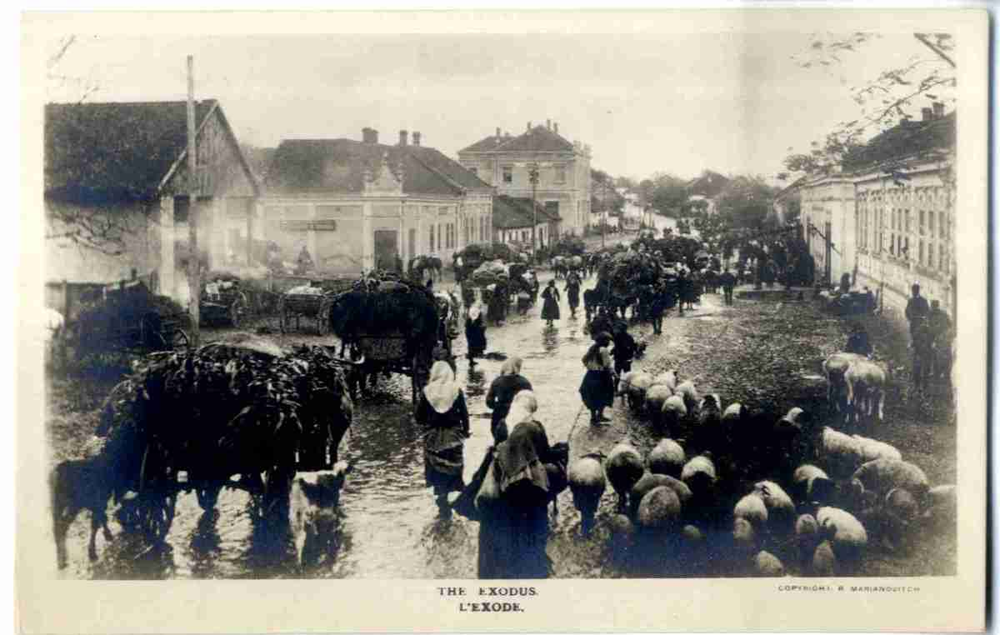 THE EXODUS.
L'EXODE.
COPYRIGHT. R. MARIANOVITCH